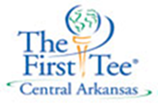 The
First Tee®
Central Arkansas